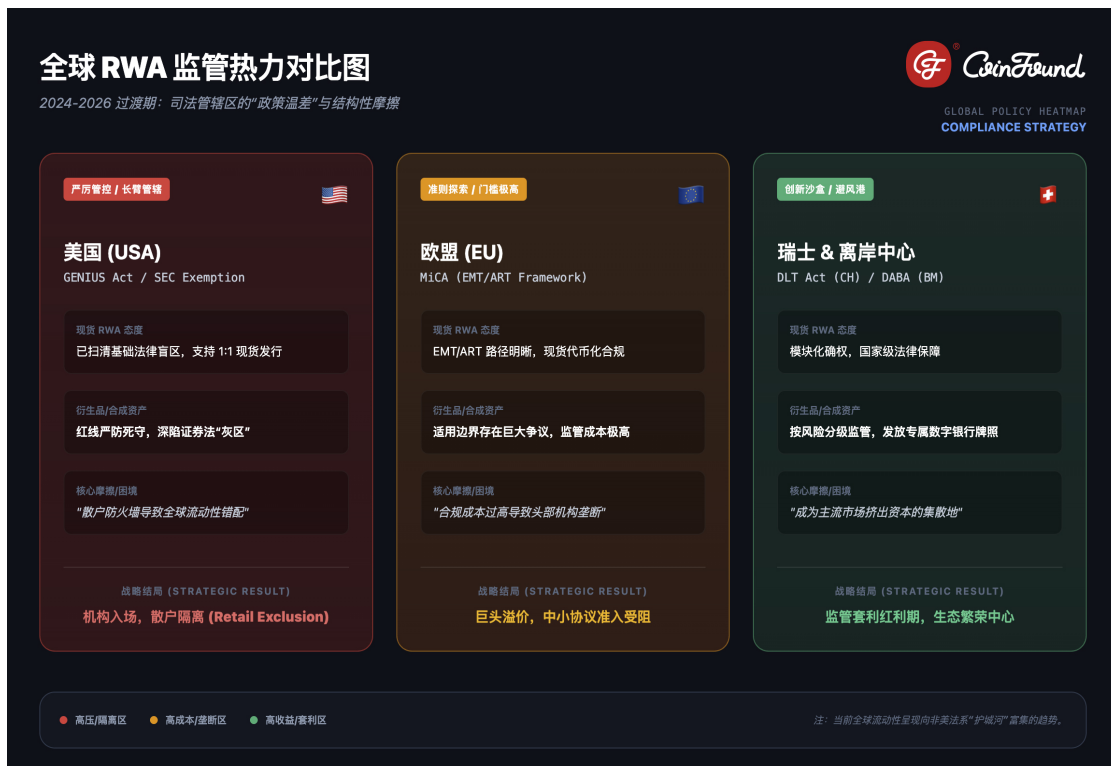 全球 RWA 监管热力对比图
2024-2026 过渡期：司法管辖区的“政策温差”与结构性摩擦
CoinFound
®
GLOBAL POLICY HEATMAP
COMPLIANCE STRATEGY
严厉管控 / 长臂管辖
美国 (USA)
GENIUS Act / SEC Exemption
现货 RWA 态度
已扫清基础法律盲区，支持 1:1 现货发行
衍生品/合成资产
红线严防死守，深陷证券法“灰区”
核心摩擦/困境
"散户防火墙导致全球流动性错配"
战略结局 (STRATEGIC RESULT)
机构入场，散户隔离 (Retail Exclusion)
准则探索 / 门槛极高
欧盟 (EU)
MiCA (EMT/ART Framework)
现货 RWA 态度
EMT/ART 路径明晰，现货代币化合规
衍生品/合成资产
适用边界存在巨大争议，监管成本极高
核心摩擦/困境
"合规成本过高导致头部机构垄断"
战略结局 (STRATEGIC RESULT)
巨头溢价，中小协议准入受阻
创新沙盒 / 避风港
瑞士 & 离岸中心
DLT Act (CH) / DABA (BM)
现货 RWA 态度
模块化确权，国家级法律保障
衍生品/合成资产
按风险分级监管，发放专属数字银行牌照
核心摩擦/困境
"成为主流市场挤出资本的集散地"
战略结局 (STRATEGIC RESULT)
监管套利红利期，生态繁荣中心
高压/隔离区
高成本/垄断区
高收益/套利区
注：当前全球流动性呈现向非美法系“护城河”富集的趋势。